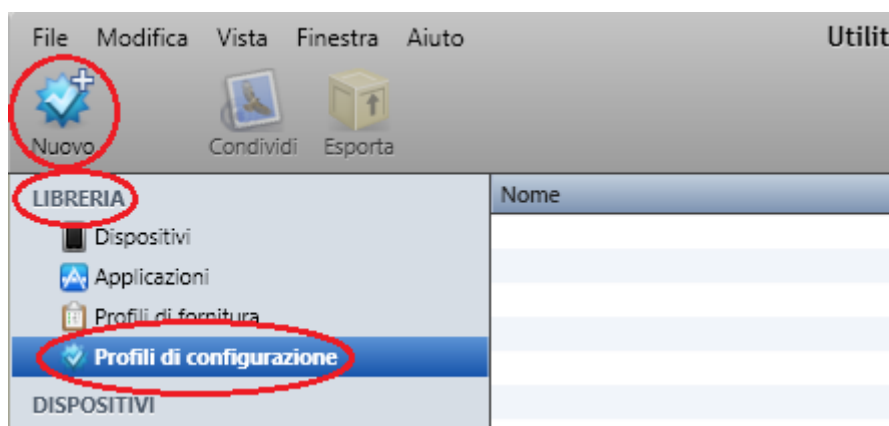 File Modifica Vista Finestra Aiuto Utilit
Nuovo Condividi Esporta
LIBRERIA Nome
Dispositivi
Applicazioni
Profili di fornitura
Profili di configurazione
DISPOSITIVI